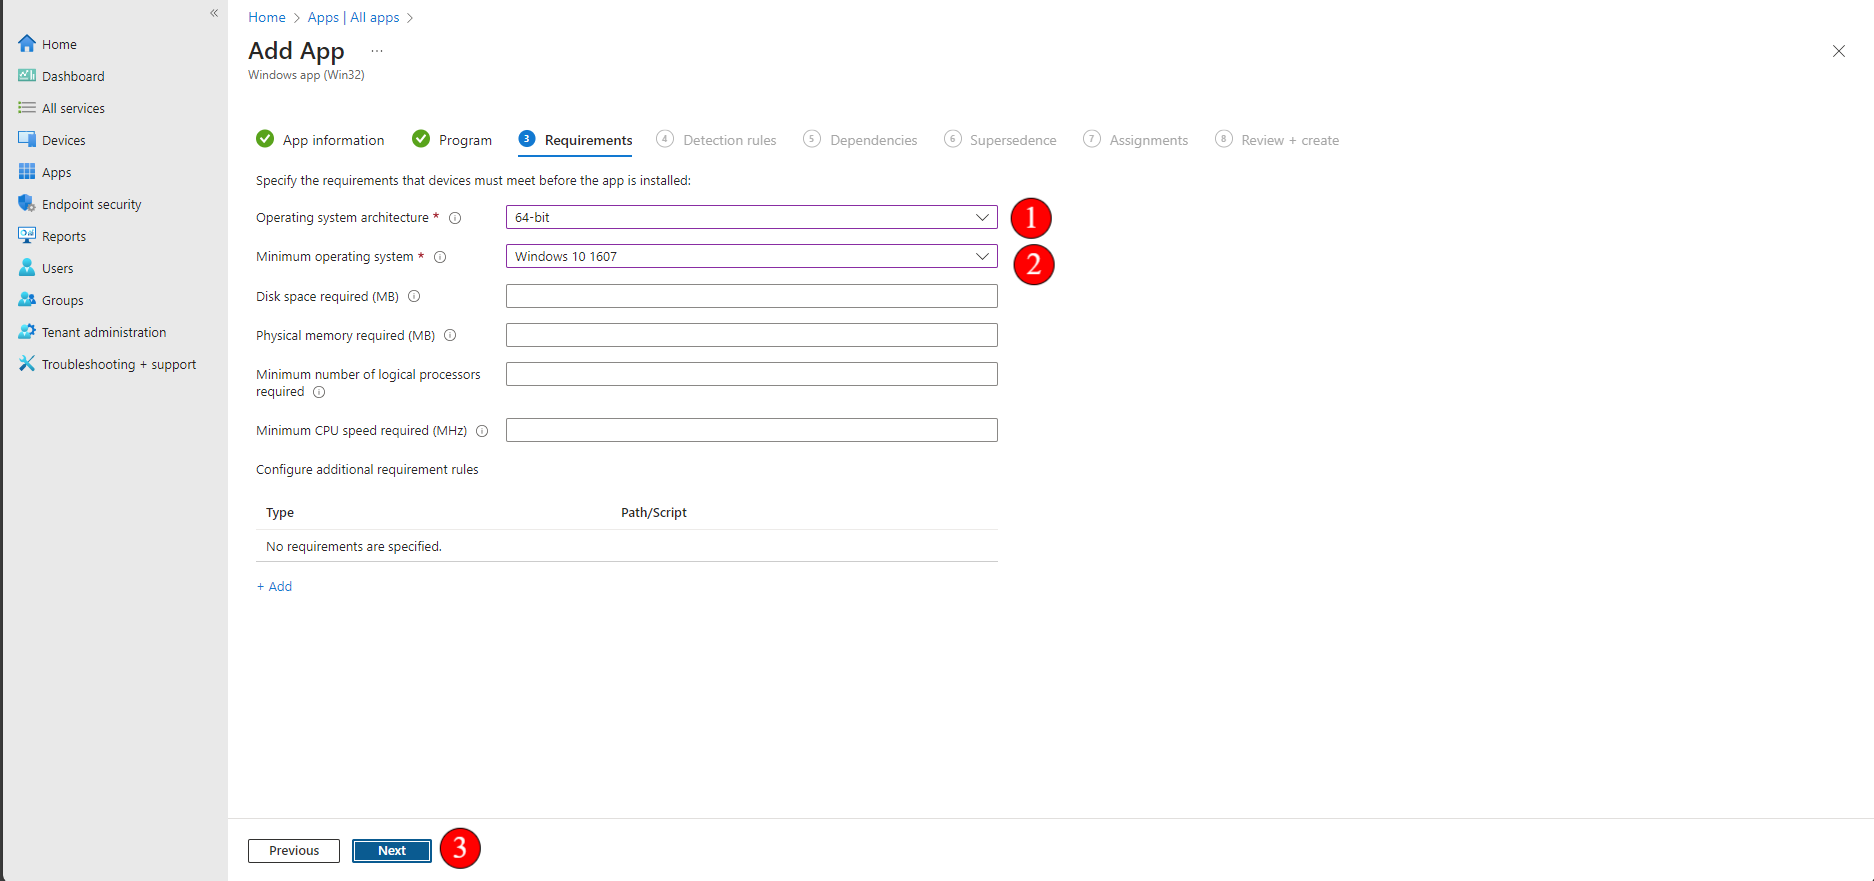 «
Home
Dashboard
All services
Devices
Apps
Endpoint security
Reports
Users
Groups
Tenant administration
Troubleshooting + support
Home > Apps | All apps >
Add App ...
Windows app (Win32)
App information Program 3 Requirements 4 Detection rules 5 Dependencies 6 Supersedence 7 Assignments 8 Review + create
Specify the requirements that devices must meet before the app is installed:
Operating system architecture * 64-bit 1
Minimum operating system * Windows 10 1607 2
Disk space required (MB)
Physical memory required (MB)
Minimum number of logical processors
required
Minimum CPU speed required (MHz)
Configure additional requirement rules
Type Path/Script
No requirements are specified.
+ Add
Previous Next 3